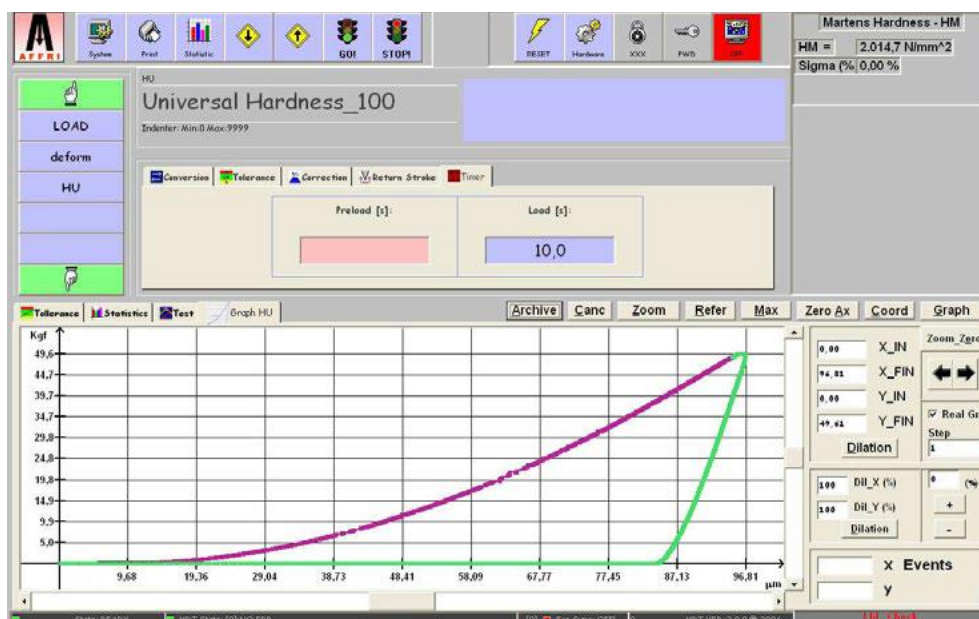 AFFRI
System
Print
Statistic
GO!
STOP!
RESET
Hardware
XXX
PWD
Martens Hardness - HM
HM = 2.014,7 N/mm^2
Sigma (% 0,00 %
LOAD
deform
HU
HU
Universal Hardness_100
Indenter: Min:0 Max:9999
Conversion Tolerance Correction Return Stroke Timer
Preload [s]: Load [s]:
10,0
Tollerance Statistics Test Graph HU
Archive Canc Zoom Refer Max Zero Ax Coord Graph
Kgf
49,6
44,7
39,7
34,7
29,8
24,8
19,8
14,9
9,9
5,0
9,68 19,36 29,04 38,73 48,41 58,09 67,77 77,45 87,13 96,81
µm
0,00 X_IN
96,81 X_FIN
0,00 Y_IN
49,61 Y_FIN
Dilation
Zoom_Zero
Real Gr
Step
1
100 Dil_X (%)
100 Dil_Y (%)
Dilation
0 (%)
+
-
x Events
y